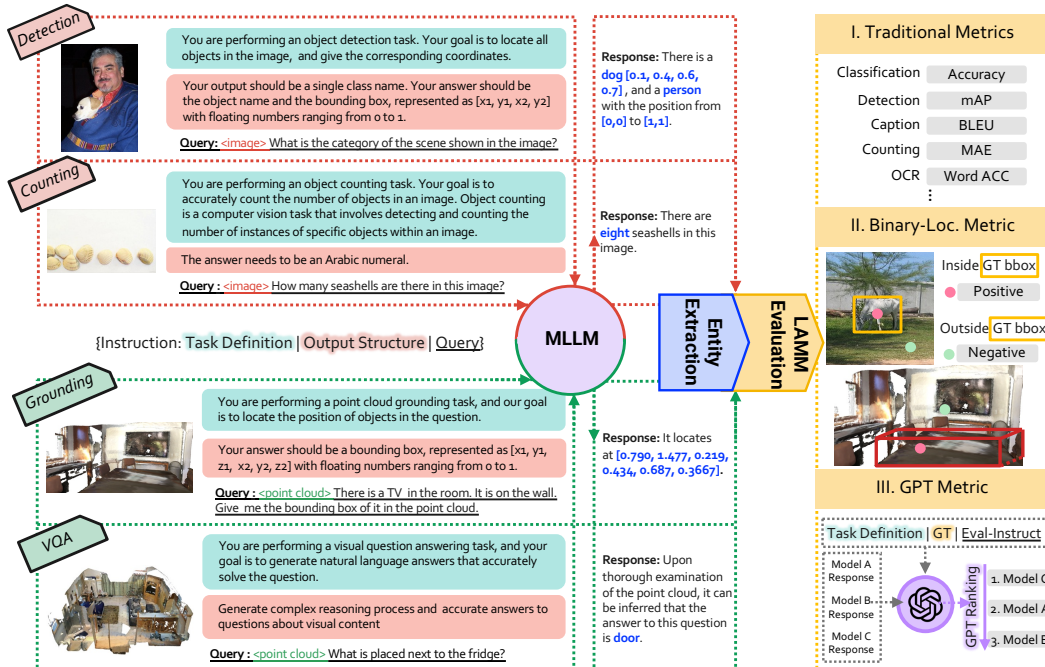 Detection
You are performing an object detection task. Your goal is to locate all
objects in the image,  and give the corresponding coordinates.
Your output should be a single class name. Your answer should be
the object name and the bounding box, represented as [x1, y1, x2, y2]
with floating numbers ranging from 0 to 1.
Query: <image> What is the category of the scene shown in the image?
Response: There is a
dog [0.1, 0.4, 0.6,
0.7] , and a person
with the position from
[0,0] to [1,1].
Counting
You are performing an object counting task. Your goal is to
accurately count the number of objects in an image. Object counting
is a computer vision task that involves detecting and counting the
number of instances of specific objects within an image.
The answer needs to be an Arabic numeral.
Query : <image> How many seashells are there in this image?
Response: There are
eight seashells in this
image.
{Instruction: Task Definition | Output Structure | Query}
MLLM
Entity
Extraction
LAMM
Evaluation
Grounding
You are performing a point cloud grounding task, and our goal
is to locate the position of objects in the question.
Your answer should be a bounding box, represented as [x1, y1,
z1,  x2, y2, z2] with floating numbers ranging from 0 to 1.
Query : <point cloud> There is a TV  in the room. It is on the wall.
Give  me the bounding box of it in the point cloud.
Response: It locates
at [0.790, 1.477, 0.219,
0.434, 0.687, 0.3667].
VQA
You are performing a visual question answering task, and your
goal is to generate natural language answers that accurately
solve the question.
Generate complex reasoning process and  accurate answers to
questions about visual content
Query : <point cloud> What is placed next to the fridge?
Response: Upon
thorough examination
of the point cloud, it can
be inferred that the
answer to this question
is door.
I. Traditional Metrics
Classification Accuracy
Detection mAP
Caption BLEU
Counting MAE
OCR Word ACC
⋮
II. Binary-Loc. Metric
Inside GT bbox
Positive
Outside GT bbox
Negative
III. GPT Metric
Task Definition | GT | Eval-Instruct
Model A
Response
Model B
Response
Model C
Response
GPT Ranking
1. Model C
2. Model A
3. Model B